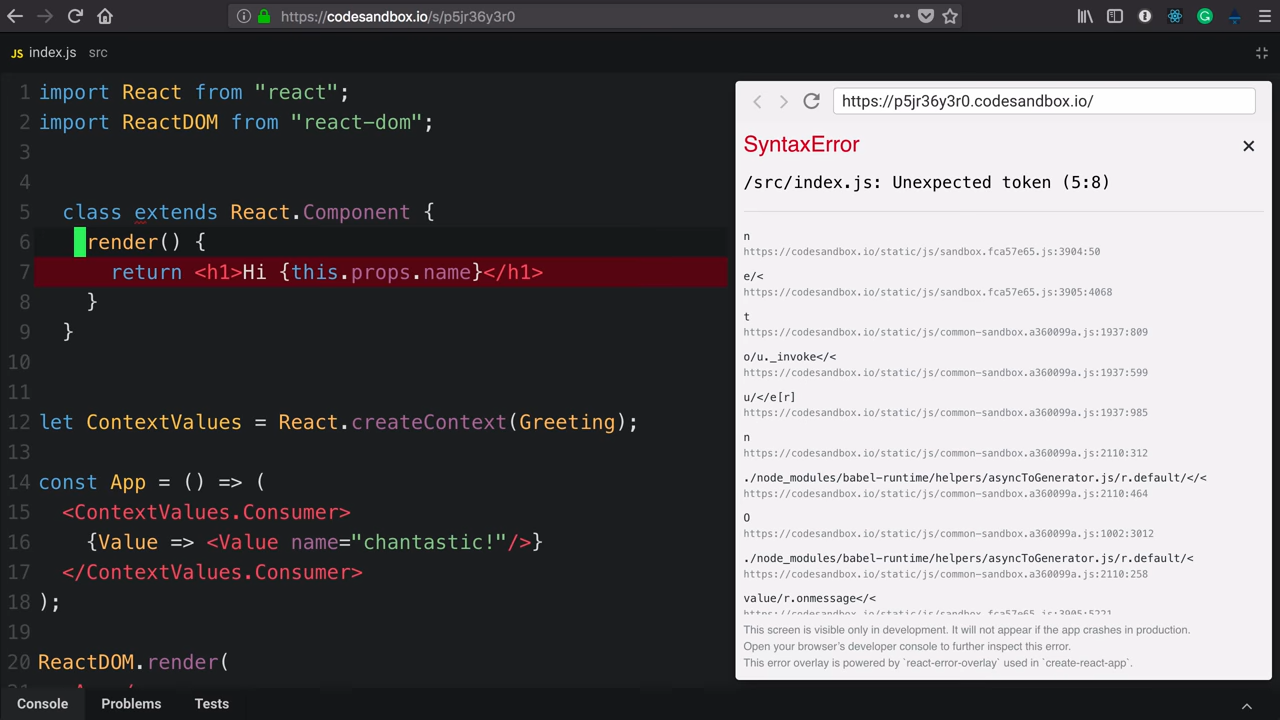 https://codesandbox.io/s/p5jr36y3r0
JS index.js src
1 import React from "react";
2 import ReactDOM from "react-dom";
3
4
5 class extends React.Component {
6 render() {
7 return <h1>Hi {this.props.name}</h1>
8 }
9 }
10
11
12 let ContextValues = React.createContext(Greeting);
13
14 const App = () => (
15 <ContextValues.Consumer>
16 {Value => <Value name="chantastic!"/>}
17 </ContextValues.Consumer>
18 );
19
20 ReactDOM.render(
https://p5jr36y3r0.codesandbox.io/
SyntaxError
/src/index.js: Unexpected token (5:8)
n
https://codesandbox.io/static/js/sandbox.fca57e65.js:3904:50
e/<
https://codesandbox.io/static/js/sandbox.fca57e65.js:3905:4068
t
https://codesandbox.io/static/js/common-sandbox.a360099a.js:1937:809
o/u._invoke</<
https://codesandbox.io/static/js/common-sandbox.a360099a.js:1937:599
u/</e[r]
https://codesandbox.io/static/js/common-sandbox.a360099a.js:1937:985
n
https://codesandbox.io/static/js/common-sandbox.a360099a.js:2110:312
./node_modules/babel-runtime/helpers/asyncToGenerator.js/r.default/</<
https://codesandbox.io/static/js/common-sandbox.a360099a.js:2110:464
O
https://codesandbox.io/static/js/common-sandbox.a360099a.js:1002:3012
./node_modules/babel-runtime/helpers/asyncToGenerator.js/r.default/<
https://codesandbox.io/static/js/common-sandbox.a360099a.js:2110:258
value/r.onmessage</<
https://codesandbox.io/static/js/sandbox.fca57e65.js:3905:5221
This screen is visible only in development. It will not appear if the app crashes in production.
Open your browser's developer console to further inspect this error.
This error overlay is powered by `react-error-overlay` used in `create-react-app`.
Console Problems Tests